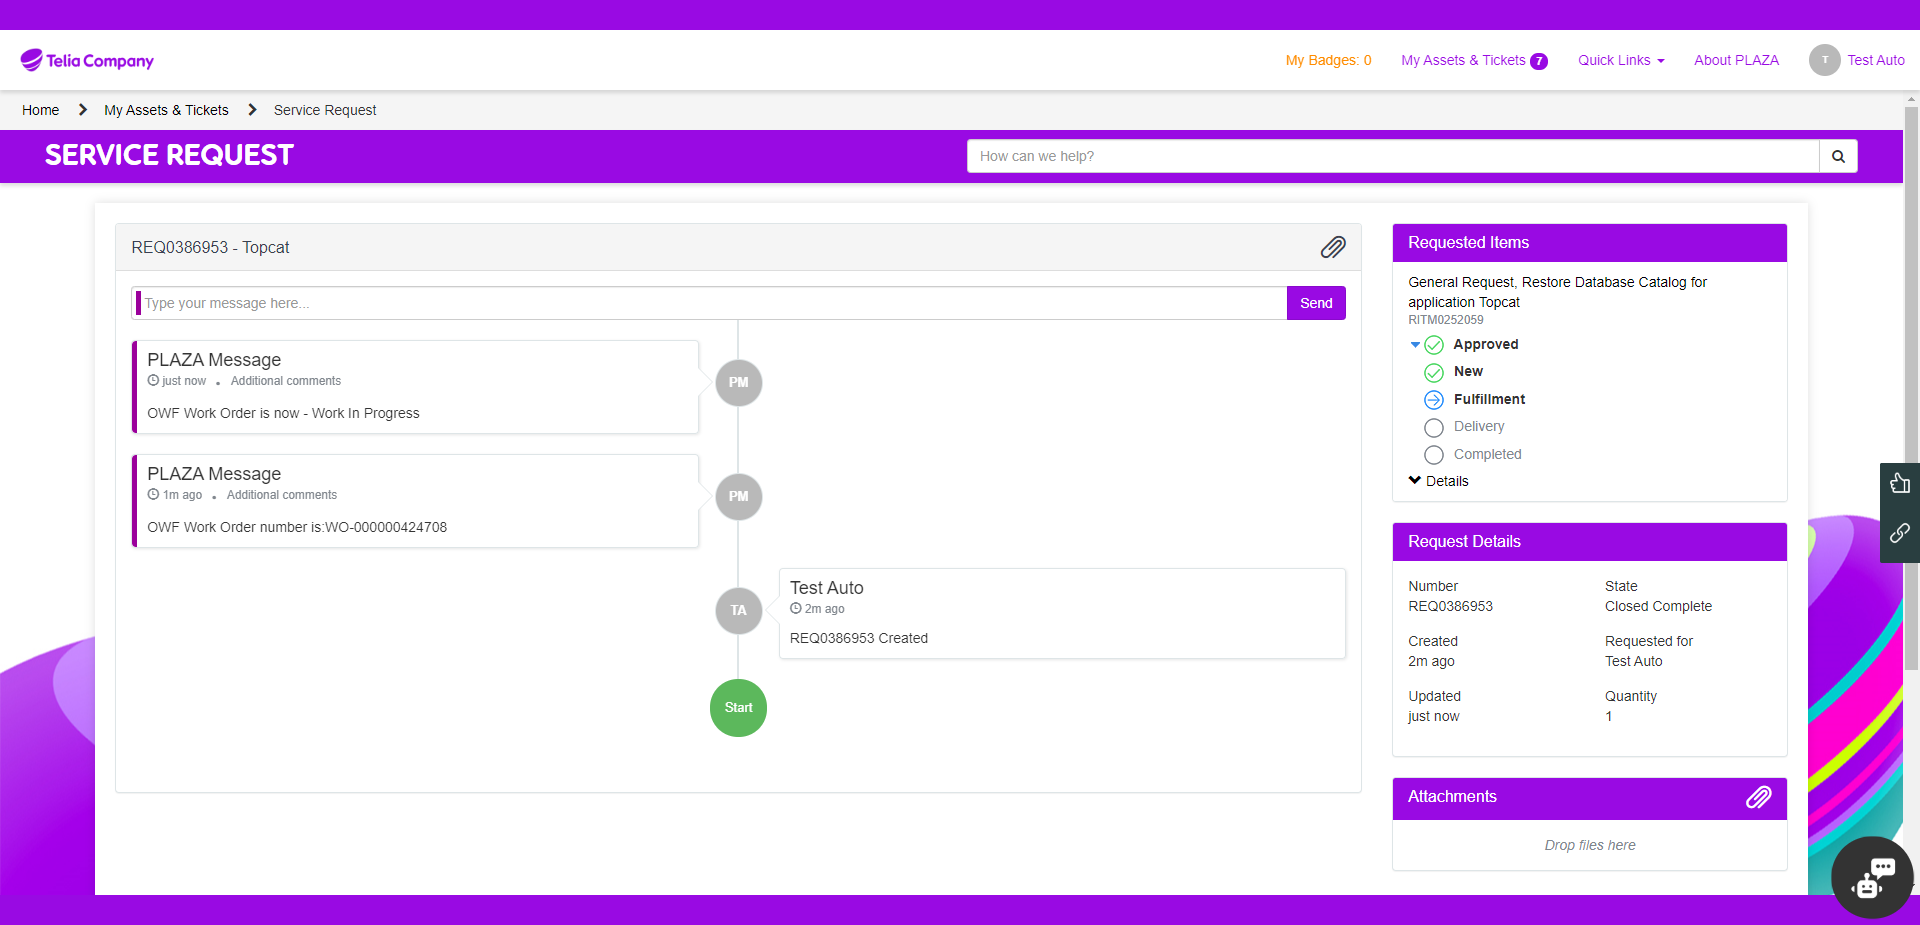 Telia Company
My Badges: 0
My Assets & Tickets 7
Quick Links
About PLAZA
T
Test Auto
Home
My Assets & Tickets
Service Request
SERVICE REQUEST
How can we help?
REQ0386953 - Topcat
Type your message here...
Send
PLAZA Message
just now . Additional comments
OWF Work Order is now - Work In Progress
PM
PLAZA Message
1m ago . Additional comments
OWF Work Order number is:WO-000000424708
PM
TA
Test Auto
2m ago
REQ0386953 Created
Start
Requested Items
General Request, Restore Database Catalog for
application Topcat
RITM0252059
Approved
New
Fulfillment
Delivery
Completed
Details
Request Details
Number
REQ0386953
State
Closed Complete
Created
2m ago
Requested for
Test Auto
Updated
just now
Quantity
1
Attachments
Drop files here